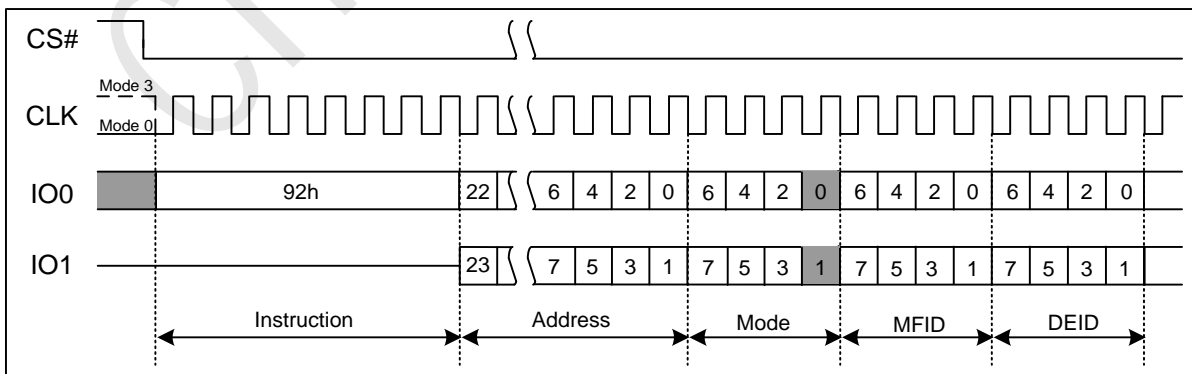 CS#
Mode 3
CLK
Mode 0
IO0 92h 22 6 4 2 0 6 4 2 0 6 4 2 0 6 4 2 0
IO1 23 7 5 3 1 7 5 3 1 7 5 3 1 7 5 3 1
Instruction Address Mode MFID DEID